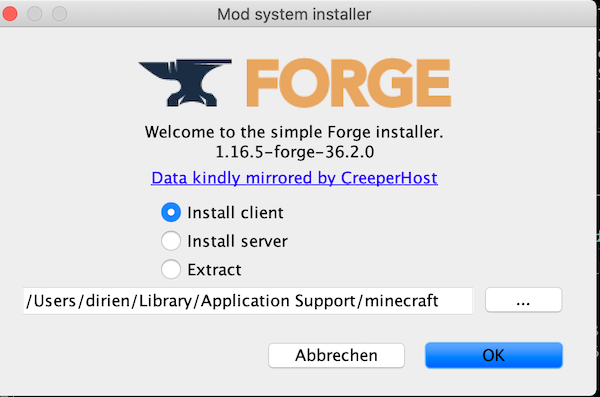 Mod system installer
FORGE
Welcome to the simple Forge installer.
1.16.5-forge-36.2.0
Data kindly mirrored by CreeperHost
Install client
Install server
Extract
/Users/dirien/Library/Application Support/minecraft
...
Abbrechen
OK